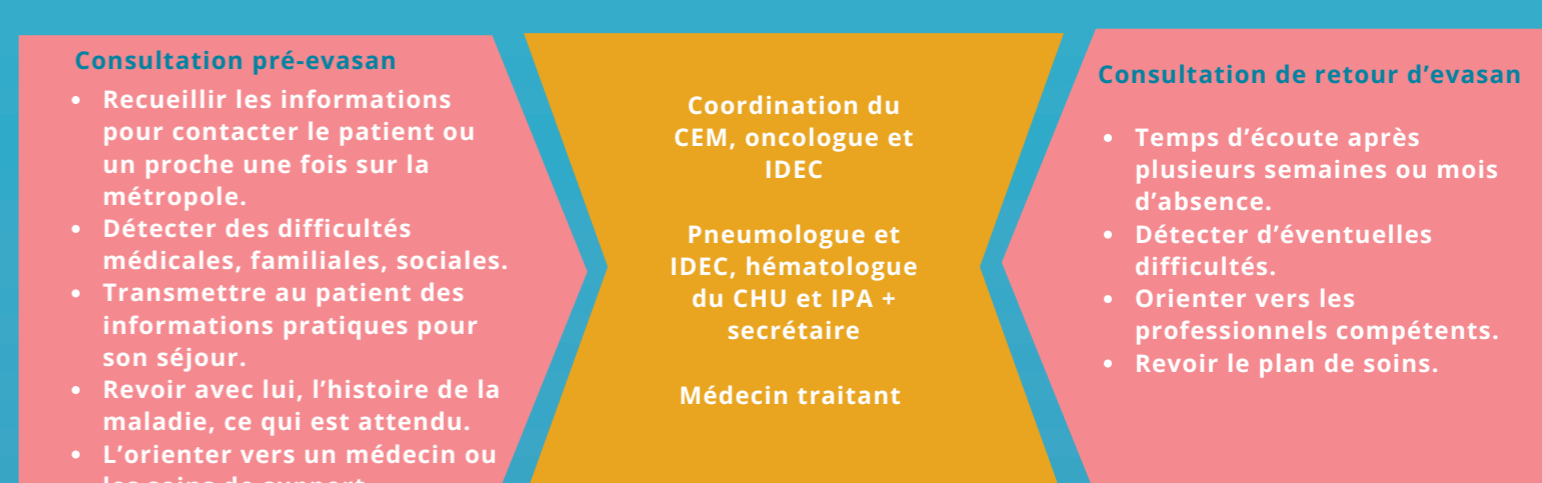 Consultation pré-evasan
• Recueillir les informations
pour contacter le patient ou
un proche une fois sur la
métropole.
• Détecter des difficultés
médicales, familiales, sociales.
• Transmettre au patient des
informations pratiques pour
son séjour.
• Revoir avec lui, l’histoire de la
maladie, ce qui est attendu.
• L’orienter vers un médecin ou
les soins de support
Coordination du
CEM, oncologue et
IDEC
Pneumologue et
IDEC, hématologue
du CHU et IPA +
secrétaire
Médecin traitant
Consultation de retour d’evasan
• Temps d’écoute après
plusieurs semaines ou mois
d’absence.
• Détecter d’éventuelles
difficultés.
• Orienter vers les
professionnels compétents.
• Revoir le plan de soins.